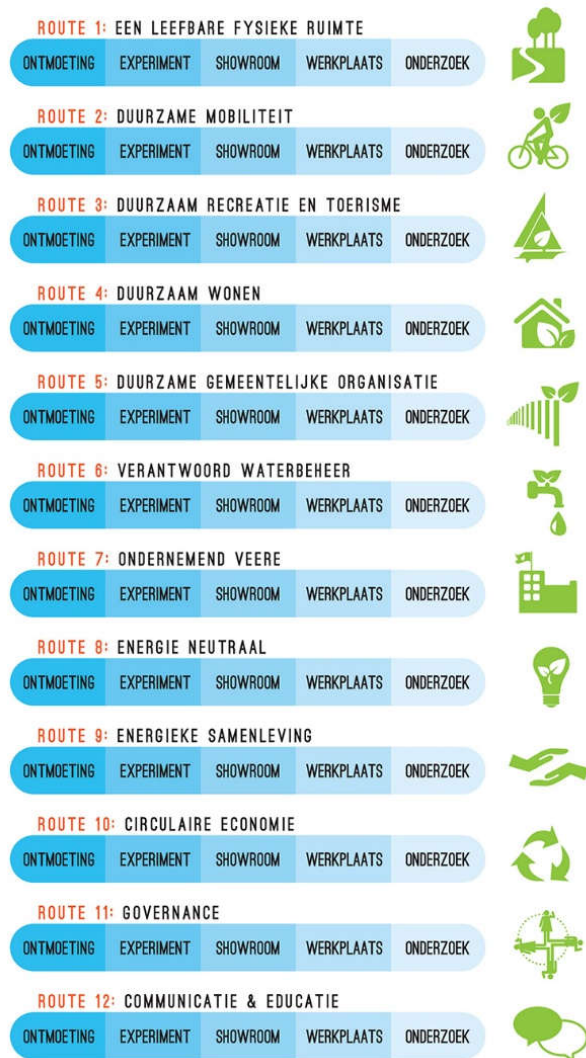 ROUTE 1: EEN LEEFBARE FYSIEKE RUIMTE
ONTMOETING EXPERIMENT SHOWROOM WERKPLAATS ONDERZOEK
ROUTE 2: DUURZAME MOBILITEIT
ONTMOETING EXPERIMENT SHOWROOM WERKPLAATS ONDERZOEK
ROUTE 3: DUURZAAM RECREATIE EN TOERISME
ONTMOETING EXPERIMENT SHOWROOM WERKPLAATS ONDERZOEK
ROUTE 4: DUURZAAM WONEN
ONTMOETING EXPERIMENT SHOWROOM WERKPLAATS ONDERZOEK
ROUTE 5: DUURZAME GEMEENTELIJKE ORGANISATIE
ONTMOETING EXPERIMENT SHOWROOM WERKPLAATS ONDERZOEK
ROUTE 6: VERANTWOORD WATERBEHEER
ONTMOETING EXPERIMENT SHOWROOM WERKPLAATS ONDERZOEK
ROUTE 7: ONDERNEMEND VEERE
ONTMOETING EXPERIMENT SHOWROOM WERKPLAATS ONDERZOEK
ROUTE 8: ENERGIE NEUTRAAL
ONTMOETING EXPERIMENT SHOWROOM WERKPLAATS ONDERZOEK
ROUTE 9: ENERGIEKE SAMENLEVING
ONTMOETING EXPERIMENT SHOWROOM WERKPLAATS ONDERZOEK
ROUTE 10: CIRCULAIRE ECONOMIE
ONTMOETING EXPERIMENT SHOWROOM WERKPLAATS ONDERZOEK
ROUTE 11: GOVERNANCE
ONTMOETING EXPERIMENT SHOWROOM WERKPLAATS ONDERZOEK
ROUTE 12: COMMUNICATIE & EDUCATIE
ONTMOETING EXPERIMENT SHOWROOM WERKPLAATS ONDERZOEK